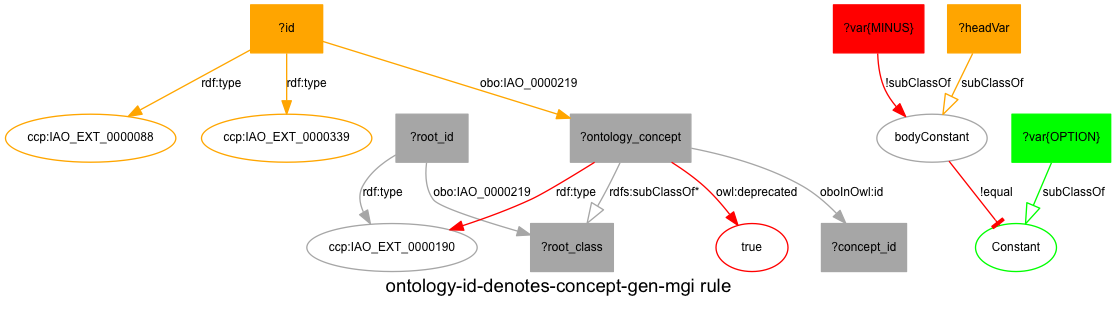 ?id
?var{MINUS}
?headVar
rdf:type
rdf:type
obo:IAO_0000219
!subClassOf
subClassOf
ccp:IAO_EXT_0000088
ccp:IAO_EXT_0000339
?root_id
?ontology_concept
bodyConstant
?var{OPTION}
rdf:type
obo:IAO_0000219
rdf:type
rdfs:subClassOf*
owl:deprecated
oboInOwl:id
!equal
subClassOf
ccp:IAO_EXT_0000190
?root_class
true
?concept_id
Constant
ontology-id-denotes-concept-gen-mgi rule